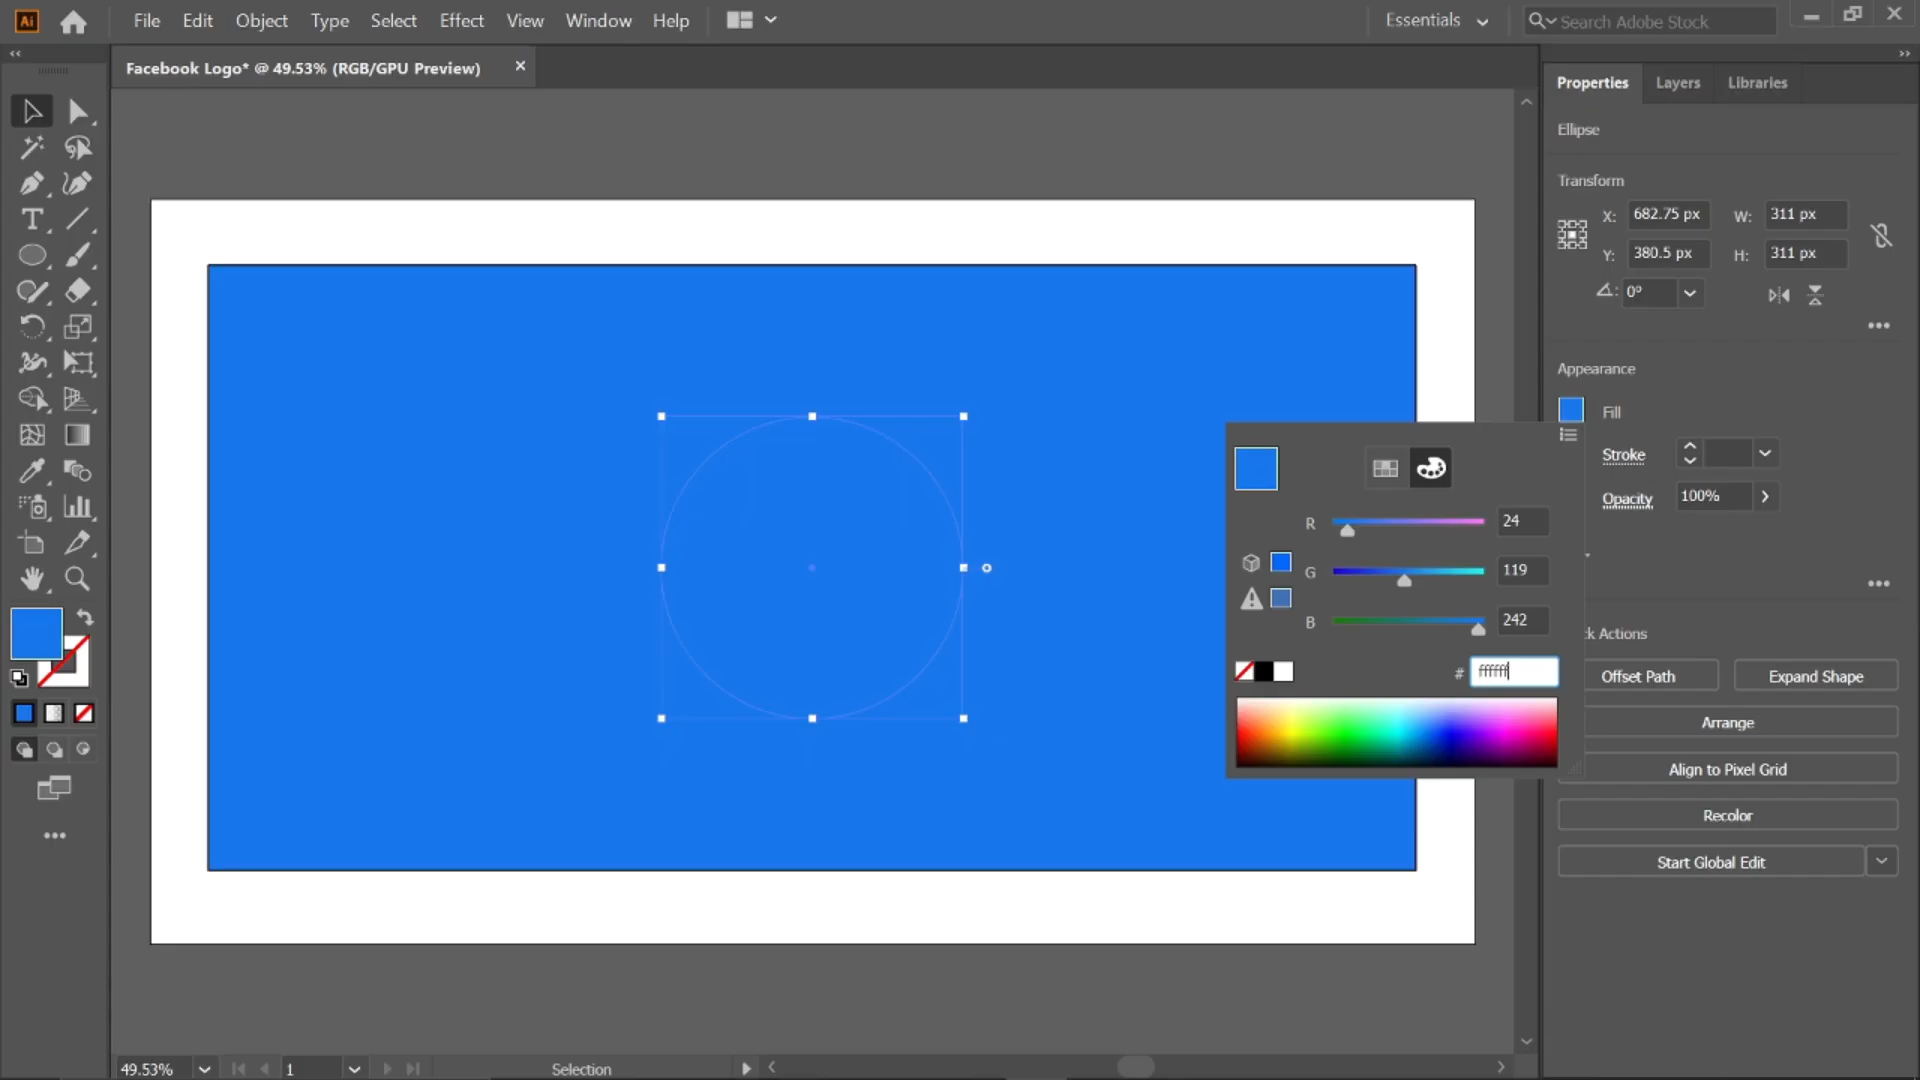 Ai File Edit Object Type Select Effect View Window Help Essentials Search Adobe Stock
Facebook Logo* @ 49.53% (RGB/GPU Preview)
Properties Layers Libraries
Ellipse
Transform
X: 682.75 px W: 311 px
Y: 380.5 px H: 311 px
0°
Appearance
Fill
Stroke
Opacity 100%
R 24
G 119
B 242
# ffffff
k Actions
Offset Path Expand Shape
Arrange
Align to Pixel Grid
Recolor
Start Global Edit
49.53% 1 Selection